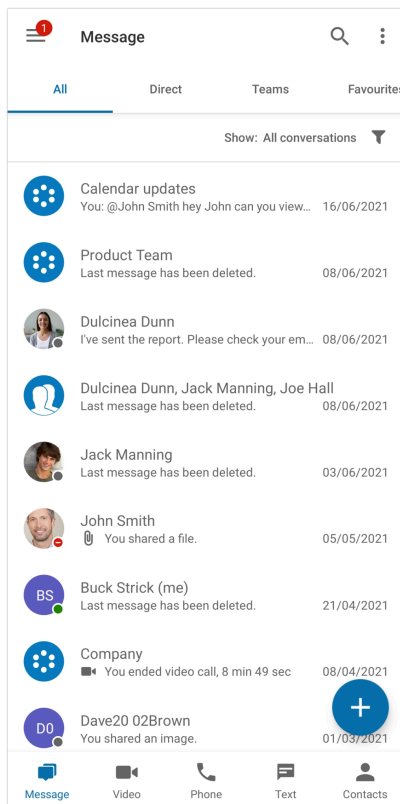 1
Message
All Direct Teams Favourites
Show: All conversations
Calendar updates
You: @John Smith hey John can you view... 16/06/2021
Product Team
Last message has been deleted. 08/06/2021
Dulcinea Dunn
I've sent the report. Please check your em... 08/06/2021
Dulcinea Dunn, Jack Manning, Joe Hall
Last message has been deleted. 08/06/2021
Jack Manning
Last message has been deleted. 03/06/2021
John Smith
You shared a file. 05/05/2021
BS
Buck Strick (me)
Last message has been deleted. 21/04/2021
Company
You ended video call, 8 min 49 sec 08/04/2021
D0
Dave20 02Brown
You shared an image. 01/03/2021
Message Video Phone Text Contacts